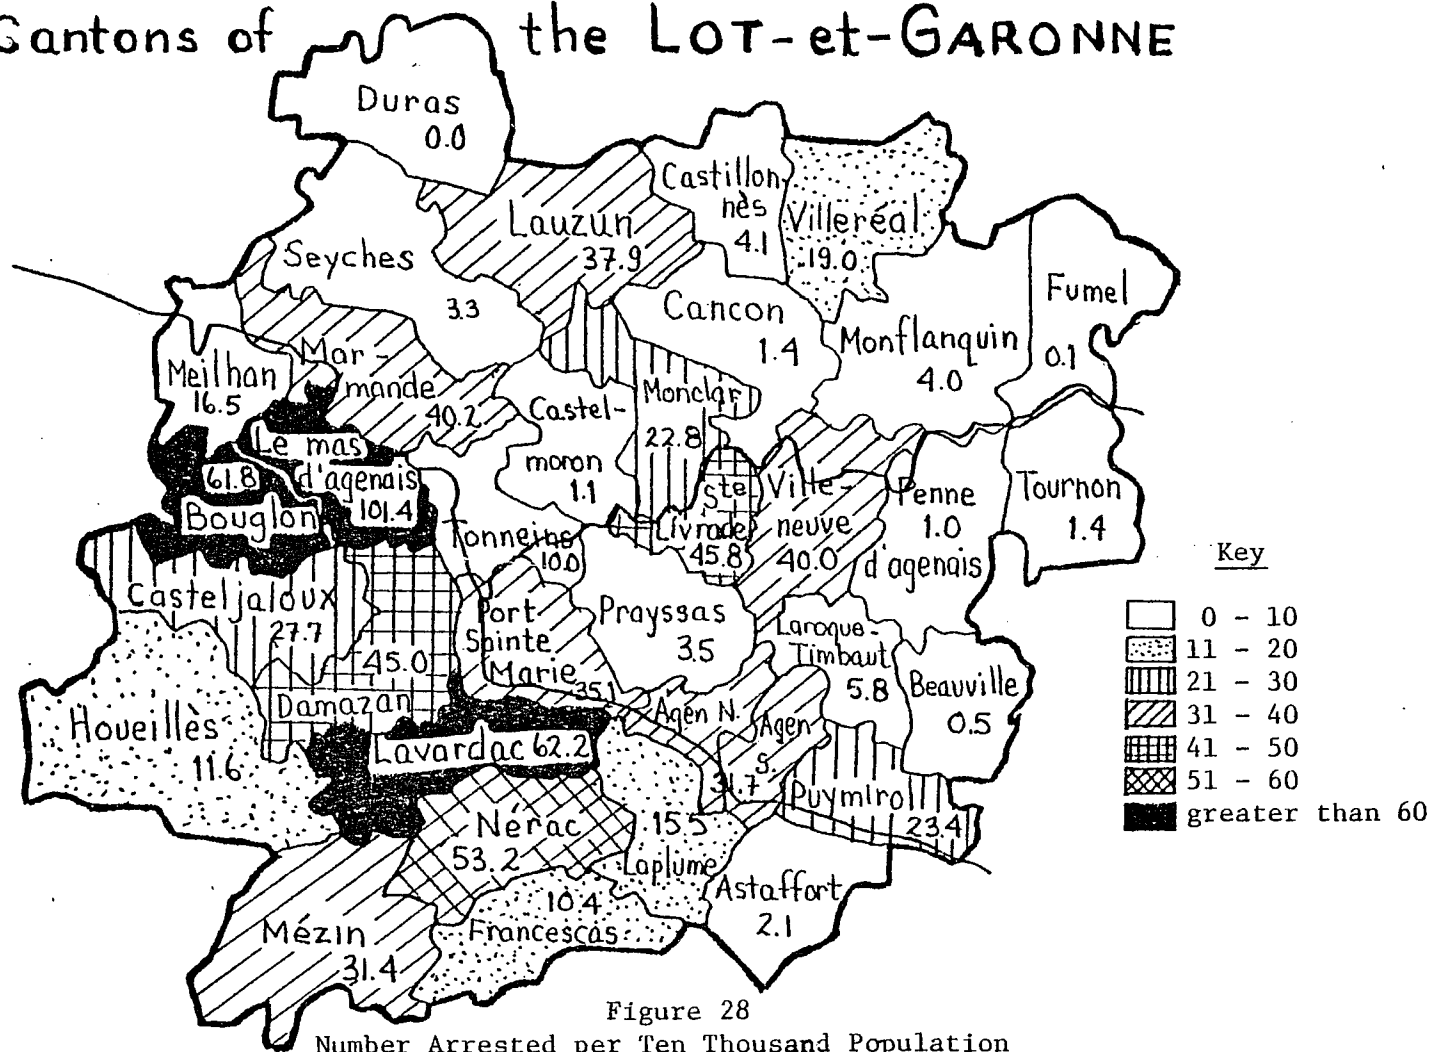 Cantons of the LOT-et-GARONNE
Duras
0.0
Castillon-
nès
4.1
Villeréal
19.0
Lauzun
37.9
Seyches
3.3
Fumel
0.1
Cancon
1.4
Monflanquin
4.0
Mar-
mande
40.2
Meilhan
16.5
Monclar
22.8
Castel-
moron
1.1
Le mas
d'agenais
101.4
61.8
Bouglon
Ste
Livrade
45.8
Ville-
neuve
40.0
Penne
1.0
d'agenais
Tournon
1.4
Tonneins
10.0
Casteljaloux
27.7
Port
Sainte
Marie
35.1
Prayssas
3.5
Laroque-
Timbaut
5.8
Beauville
0.5
45.0
Damazan
Houeillès
11.6
Agen N.
Agen
S.
31.7
Lavardac 62.2
Puymirol
23.4
Nérac
53.2
15.5
Laplume
Astaffort
2.1
10.4
Francescas
Mézin
31.4
Key
0 - 10
11 - 20
21 - 30
31 - 40
41 - 50
51 - 60
greater than 60
Figure 28
Number Arrested per Ten Thousand Population